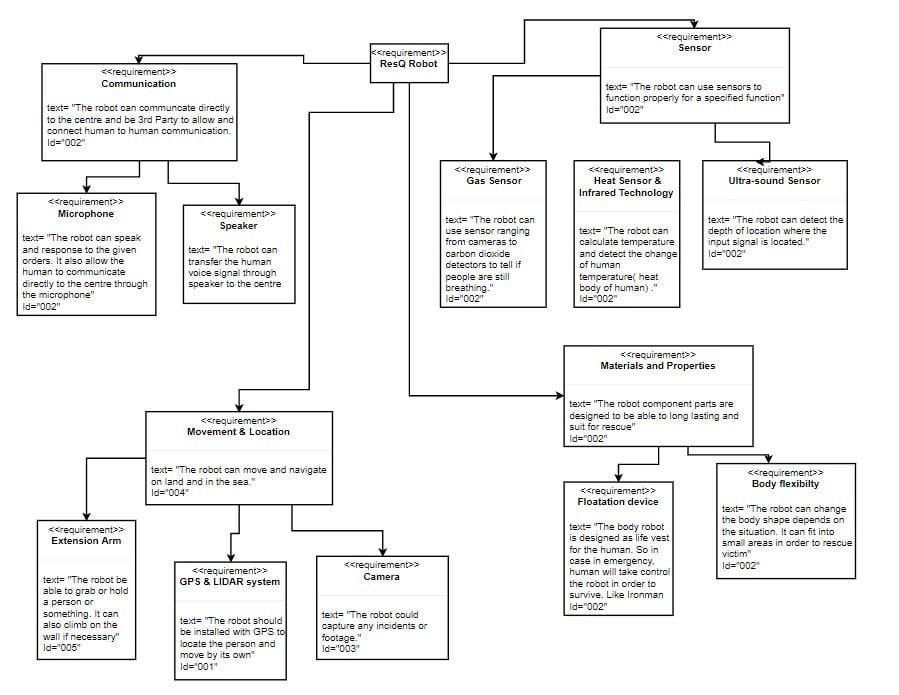 <<requirement>>
ResQ Robot
<<requirement>>
Sensor
text= "The robot can use sensors to
function properly for a specified function"
Id="002"
<<requirement>>
Communication
text= "The robot can communcate directly
to the centre and be 3rd Party to allow and
connect human to human communication.
Id="002"
<<requirement>>
Microphone
text= "The robot can speak
and response to the given
orders. It also allow the
human to communicate
directly to the centre through
the microphone"
Id="002"
<<requirement>>
Speaker
text= "The robot can
transfer the human
voice signal through
speaker to the centre
<<requirement>>
Gas Sensor
text= "The robot can
use sensor ranging
from cameras to
carbon dioxide
detectors to tell if
people are still
breathing."
Id="002"
<<requirement>>
Heat Sensor &
Infrared Technology
text= "The robot can
calculate temperature
and detect the change
of human
temperature( heat
body of human) ."
Id="002"
<<requirement>>
Ultra-sound Sensor
text= "The robot can detect the
depth of location where the
input signal is located."
Id="002"
<<requirement>>
Materials and Properties
text= "The robot component parts are
designed to be able to long lasting and
suit for rescue"
Id="002"
<<requirement>>
Movement & Location
text= "The robot can move and navigate
on land and in the sea."
Id="004"
<<requirement>>
Extension Arm
text= "The robot be
able to grab or hold
a person or
something. It can
also climb on the
wall if necessary"
Id="005"
<<requirement>>
GPS & LIDAR system
text= "The robot should
be installed with GPS to
locate the person and
move by its own"
Id="001"
<<requirement>>
Camera
text= "The robot could
capture any incidents or
footage."
Id="003"
<<requirement>>
Floatation device
text= "The body robot
is designed as life vest
for the human. So in
case in emergency,
human will take control
the robot in order to
survive. Like Ironman
Id="002"
<<requirement>>
Body flexibilty
text= "The robot can change
the body shape depends on
the situation. It can fit into
small areas in order to rescue
victim"
Id="002"